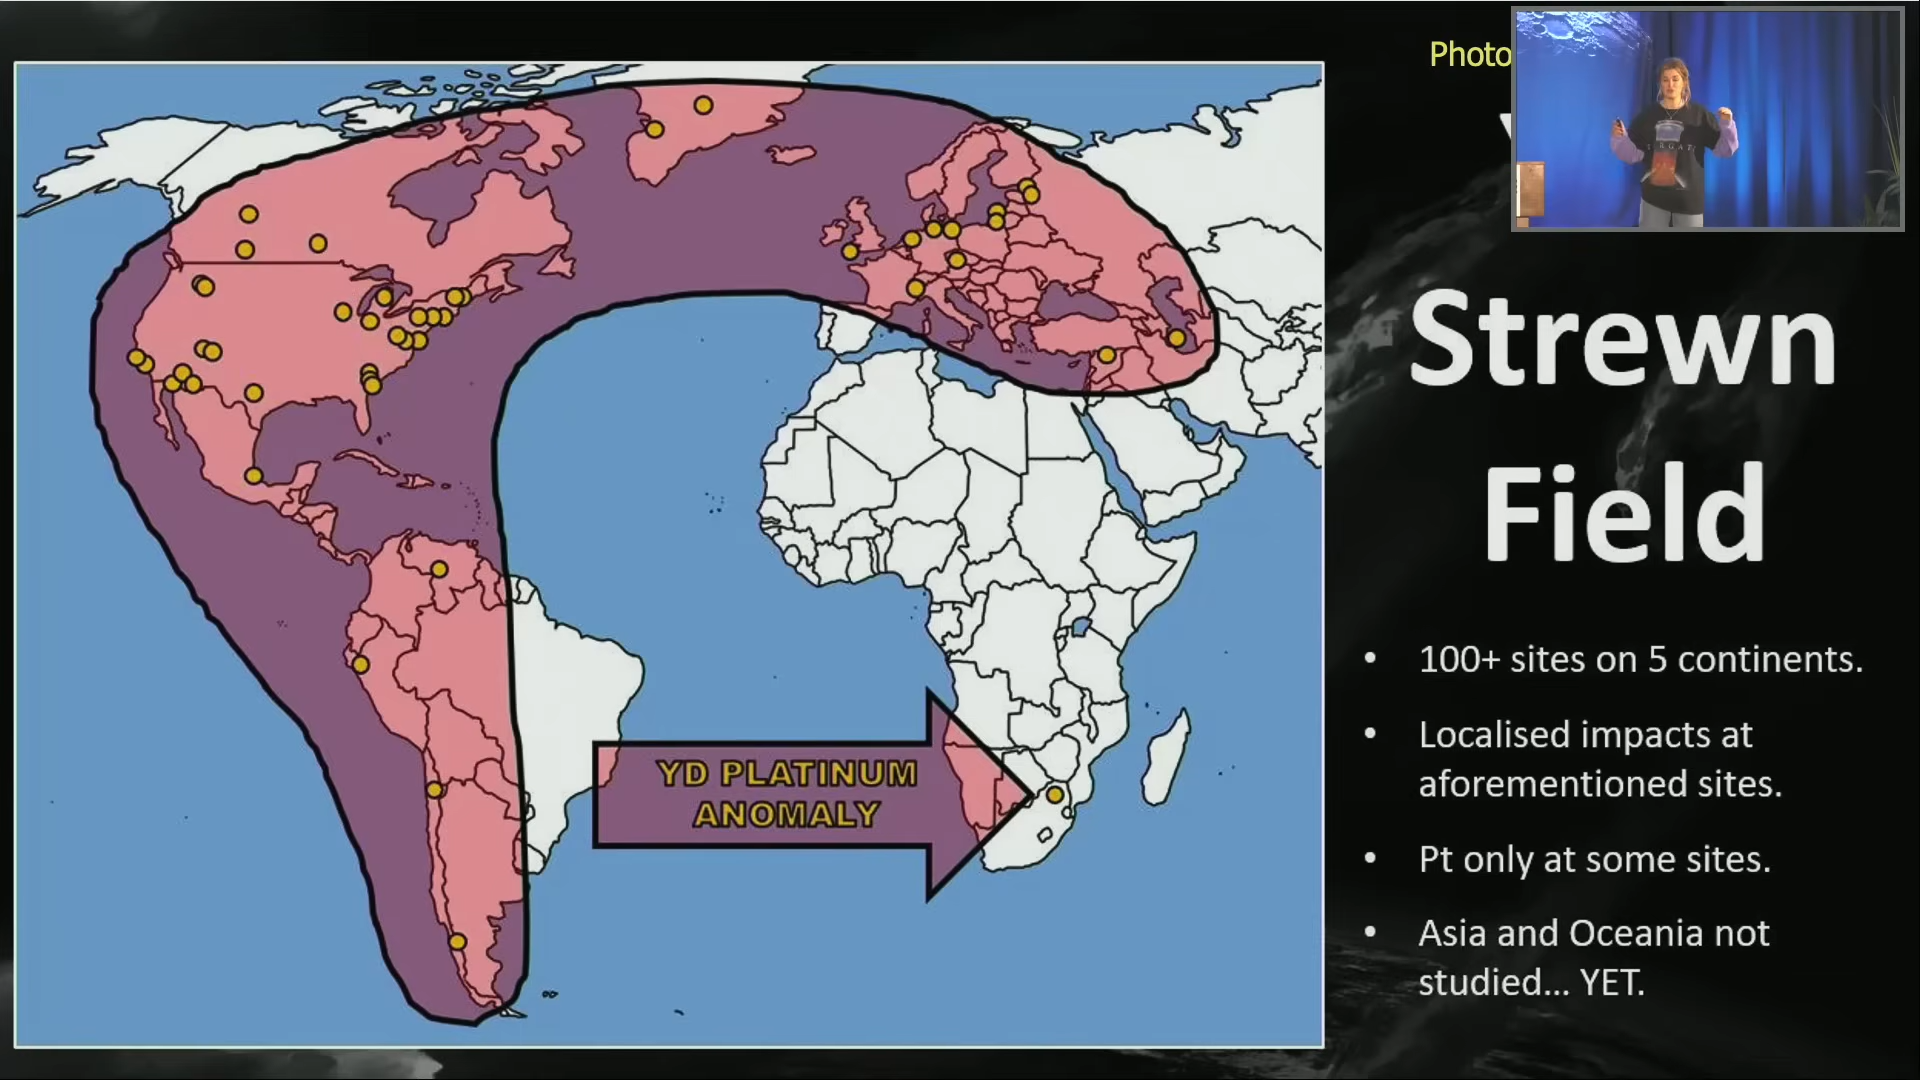 Photo
Strewn
Field
• 100+ sites on 5 continents.
• Localised impacts at
aforementioned sites.
• Pt only at some sites.
• Asia and Oceania not
studied... YET.
YD PLATINUM
ANOMALY